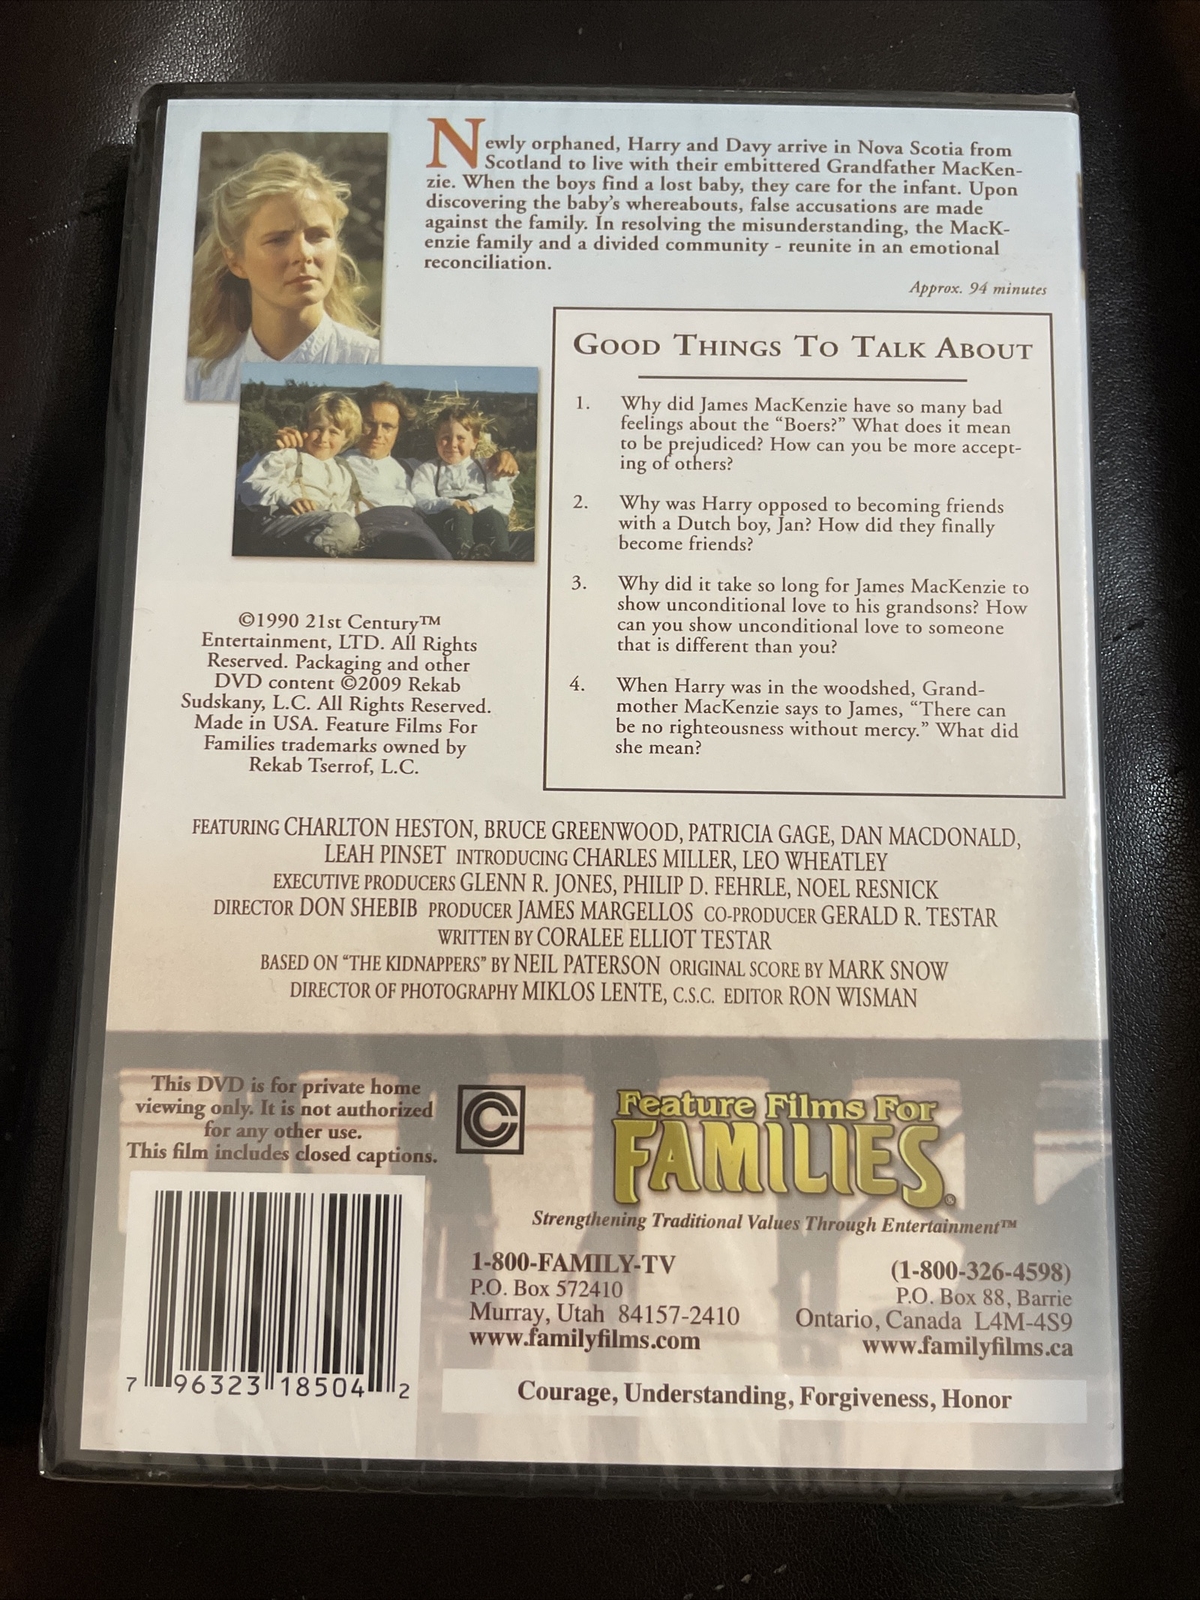 Newly orphaned, Harry and Davy arrive in Nova Scotia from
Scotland to live with their embittered Grandfather MacKen-
zie. When the boys find a lost baby, they care for the infant. Upon
discovering the baby's whereabouts, false accusations are made
against the family. In resolving the misunderstanding, the MacK-
enzie family and a divided community - reunite in an emotional
reconciliation.
Approx. 94 minutes
GOOD THINGS TO TALK ABOUT
1. Why did James MacKenzie have so many bad
feelings about the “Boers?” What does it mean
to be prejudiced? How can you be more accept-
ing of others?
2. Why was Harry opposed to becoming friends
with a Dutch boy, Jan? How did they finally
become friends?
3. Why did it take so long for James MacKenzie to
show unconditional love to his grandsons? How
can you show unconditional love to someone
that is different than you?
4. When Harry was in the woodshed, Grand-
mother MacKenzie says to James, “There can
be no righteousness without mercy.” What did
she mean?
©1990 21st Century™
Entertainment, LTD. All Rights
Reserved. Packaging and other
DVD content ©2009 Rekab
Sudskany, L.C. All Rights Reserved.
Made in USA. Feature Films For
Families trademarks owned by
Rekab Tserrof, L.C.
FEATURING CHARLTON HESTON, BRUCE GREENWOOD, PATRICIA GAGE, DAN MACDONALD,
LEAH PINSET INTRODUCING CHARLES MILLER, LEO WHEATLEY
EXECUTIVE PRODUCERS GLENN R. JONES, PHILIP D. FEHRLE, NOEL RESNICK
DIRECTOR DON SHEBIB PRODUCER JAMES MARGELLOS CO-PRODUCER GERALD R. TESTAR
WRITTEN BY CORALEE ELLIOT TESTAR
BASED ON “THE KIDNAPPERS” BY NEIL PATERSON ORIGINAL SCORE BY MARK SNOW
DIRECTOR OF PHOTOGRAPHY MIKLOS LENTE, C.S.C. EDITOR RON WISMAN
This DVD is for private home
viewing only. It is not authorized
for any other use.
This film includes closed captions.
CC
Feature Films For
FAMILIES®
Strengthening Traditional Values Through Entertainment™
1-800-FAMILY-TV
P.O. Box 572410
Murray, Utah 84157-2410
www.familyfilms.com
(1-800-326-4598)
P.O. Box 88, Barrie
Ontario, Canada L4M-4S9
www.familyfilms.ca
7 96323 18504 2
Courage, Understanding, Forgiveness, Honor